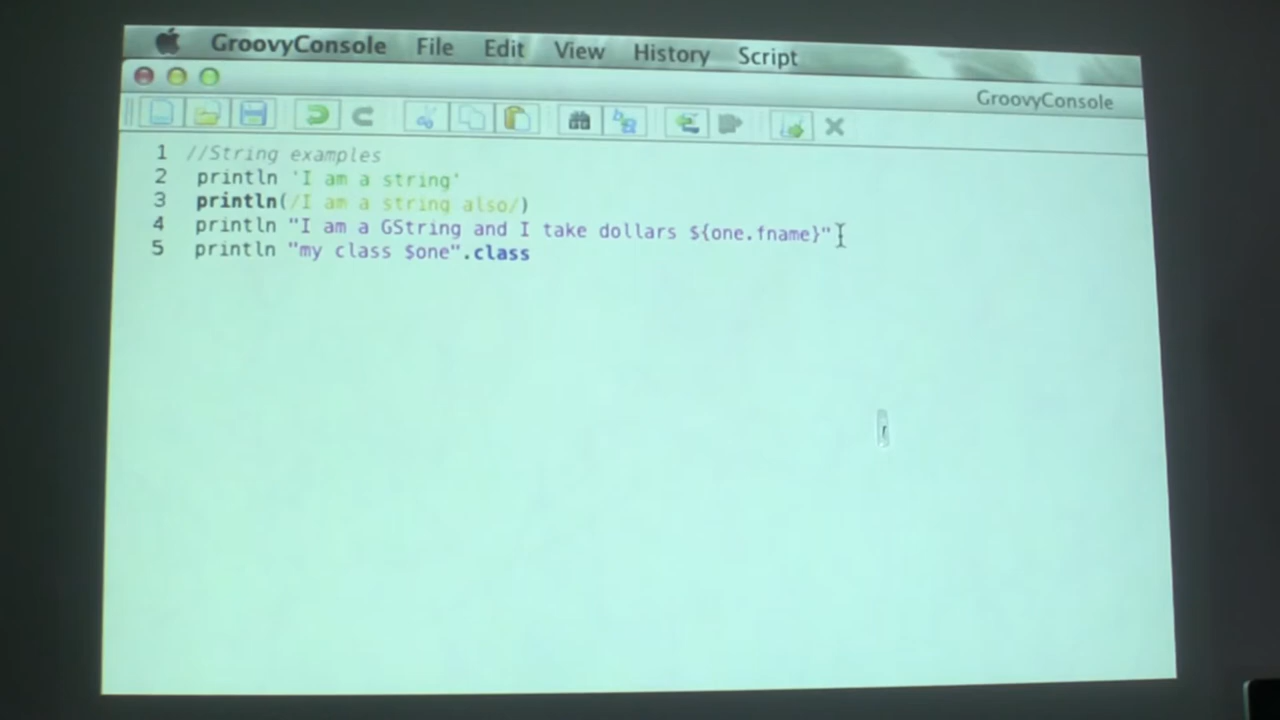 GroovyConsole File Edit View History Script
GroovyConsole
1 //String examples
2 println 'I am a string'
3 println(/I am a string also/)
4 println "I am a GString and I take dollars ${one.fname}"
5 println "my class $one".class